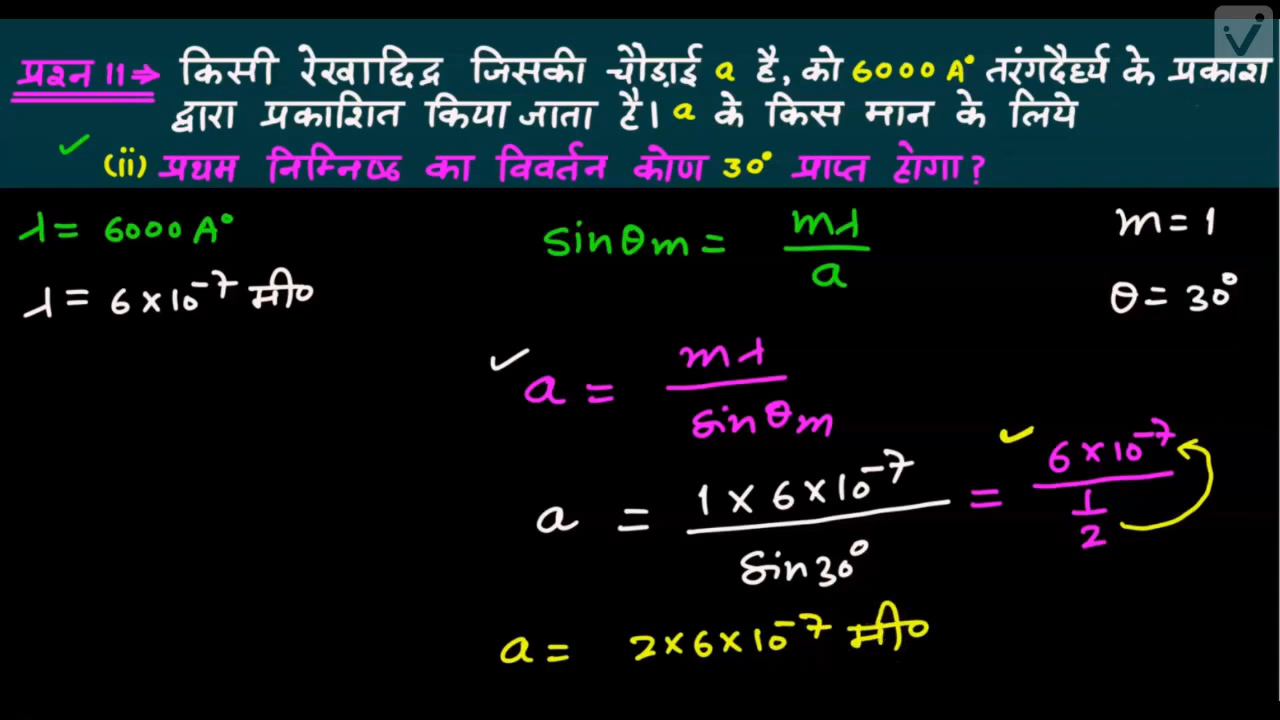 प्रश्न 11⇒ किसी रेखाछिद्र जिसकी चौड़ाई a है, को 6000 A° तरंगदैर्ध्य के प्रकाश
द्वारा प्रकाशित किया जाता है। a के किस मान के लिये
(ii) प्रथम निम्निष्ठ का विवर्तन कोण 30° प्राप्त होगा?
λ = 6000 A°
λ = 6 × 10⁻⁷ मी०
sinθm = mλ / a
m = 1
θ = 30°
a = mλ / sinθm
a = 1 × 6 × 10⁻⁷ / sin30° = 6 × 10⁻⁷ / 1/2
a = 2 × 6 × 10⁻⁷ मी०